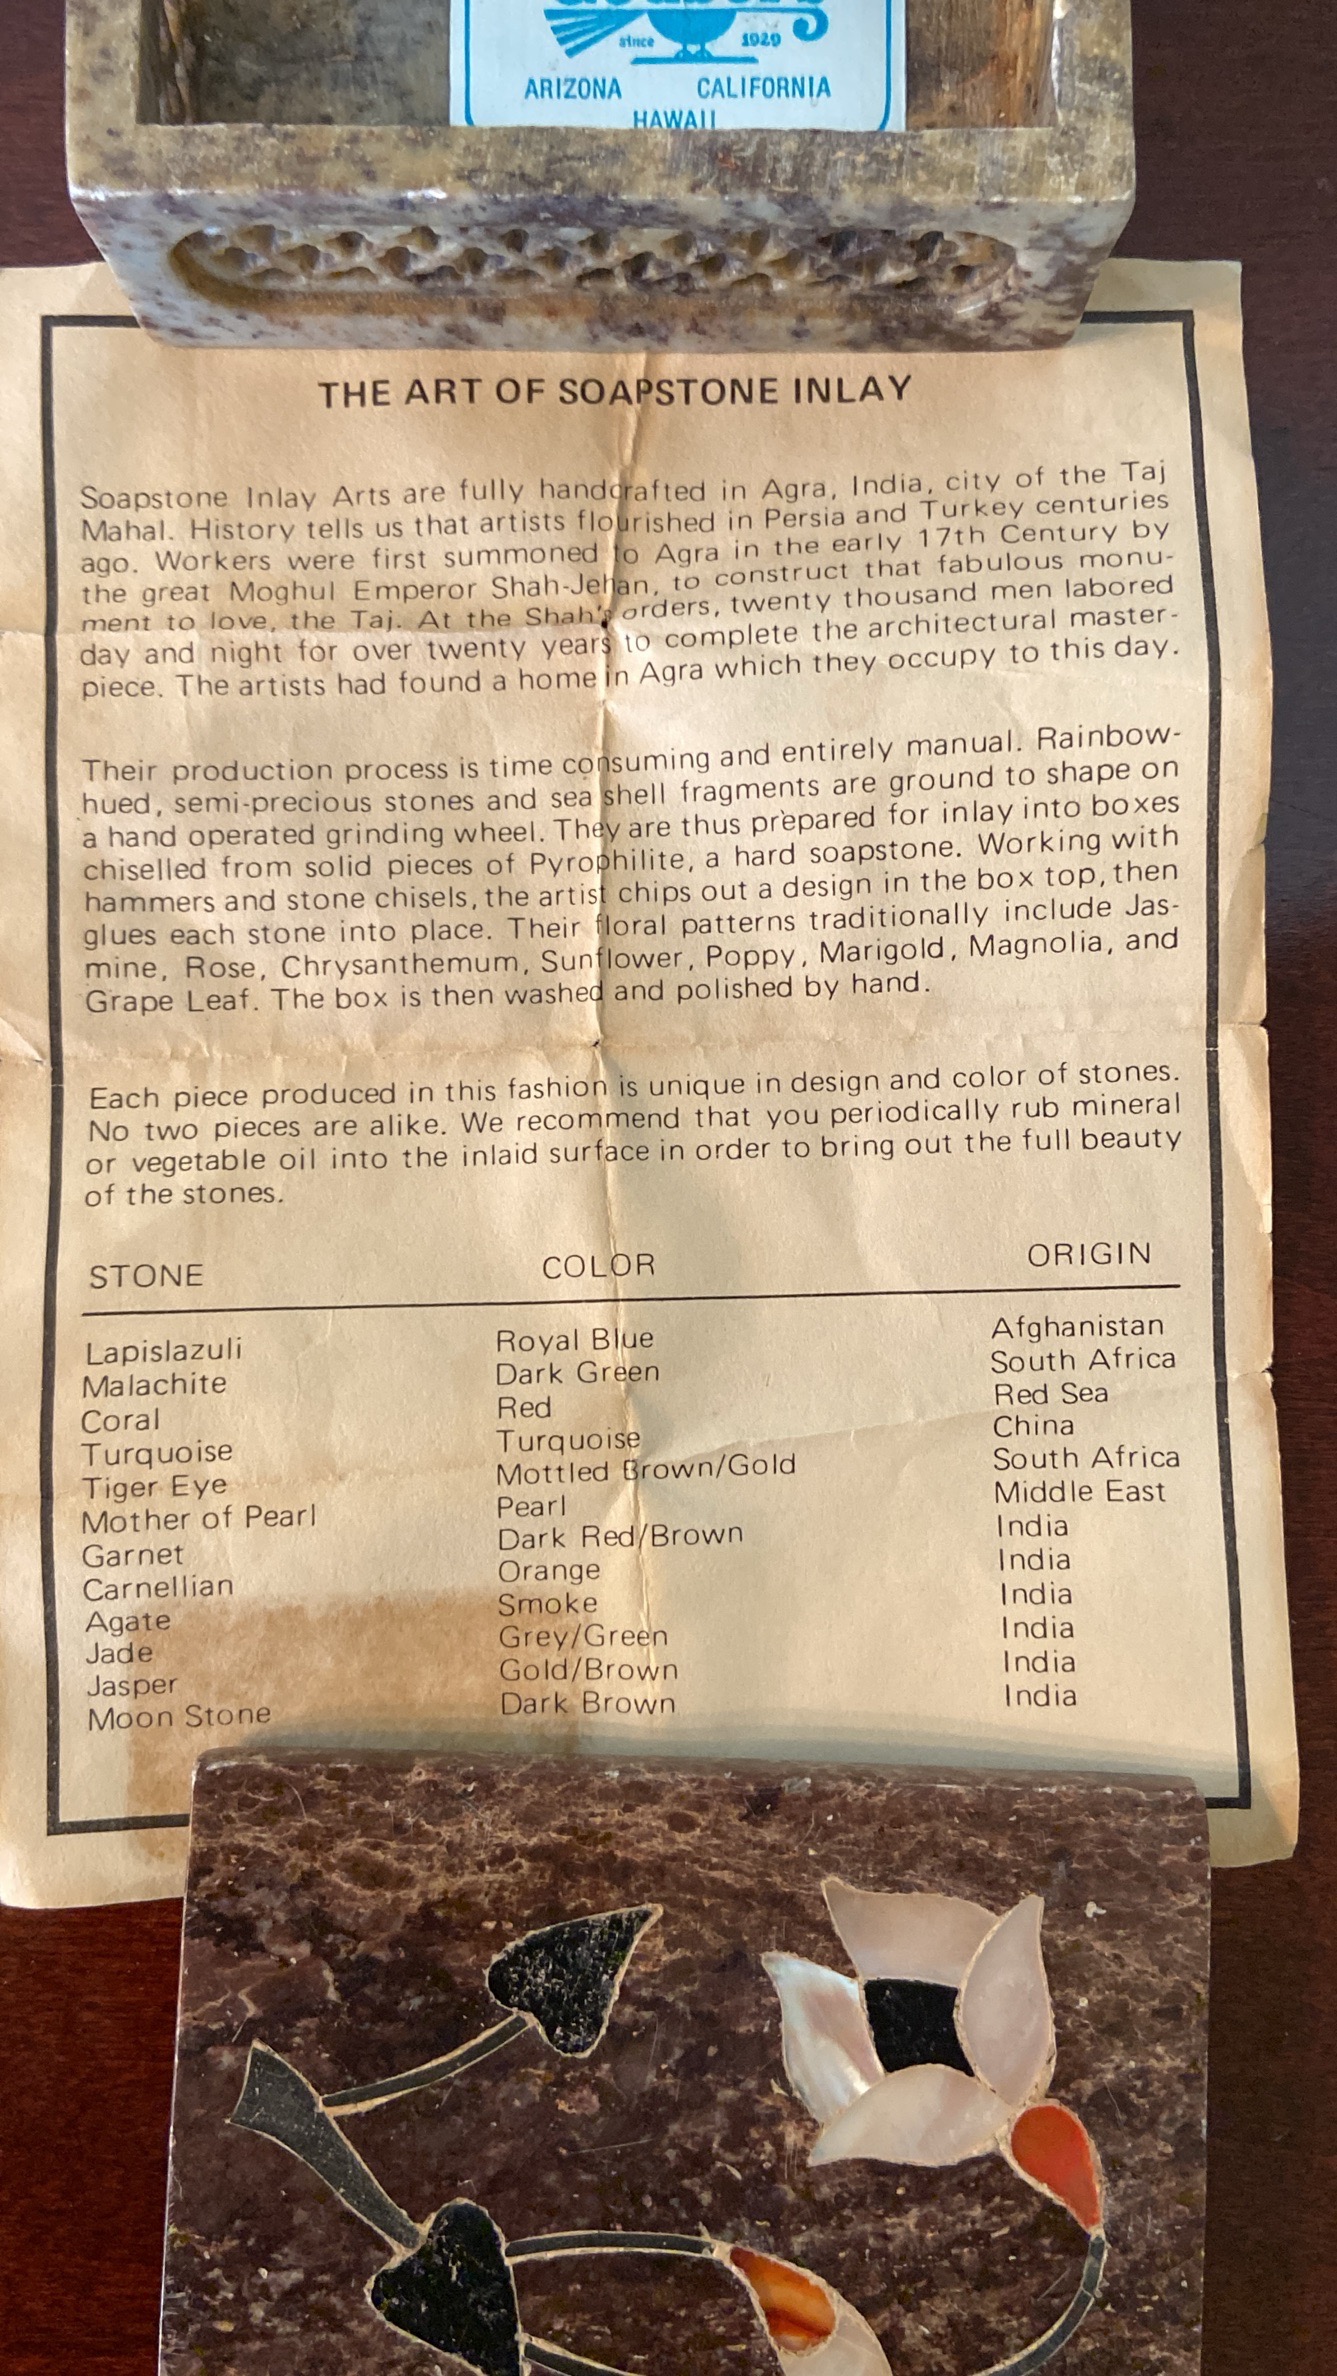 since 1929
ARIZONA CALIFORNIA
HAWAII
THE ART OF SOAPSTONE INLAY
Soapstone Inlay Arts are fully handcrafted in Agra, India, city of the Taj
Mahal. History tells us that artists flourished in Persia and Turkey centuries
ago. Workers were first summoned to Agra in the early 17th Century by
the great Moghul Emperor Shah-Jehan, to construct that fabulous monu-
ment to love, the Taj. At the Shah's orders, twenty thousand men labored
day and night for over twenty years to complete the architectural master-
piece. The artists had found a home in Agra which they occupy to this day.
Their production process is time consuming and entirely manual. Rainbow-
hued, semi-precious stones and sea shell fragments are ground to shape on
a hand operated grinding wheel. They are thus prepared for inlay into boxes
chiselled from solid pieces of Pyrophilite, a hard soapstone. Working with
hammers and stone chisels, the artist chips out a design in the box top, then
glues each stone into place. Their floral patterns traditionally include Jas-
mine, Rose, Chrysanthemum, Sunflower, Poppy, Marigold, Magnolia, and
Grape Leaf. The box is then washed and polished by hand.
Each piece produced in this fashion is unique in design and color of stones.
No two pieces are alike. We recommend that you periodically rub mineral
or vegetable oil into the inlaid surface in order to bring out the full beauty
of the stones.
STONE COLOR ORIGIN
Lapislazuli Royal Blue Afghanistan
Malachite Dark Green South Africa
Coral Red Red Sea
Turquoise Turquoise China
Tiger Eye Mottled Brown/Gold South Africa
Mother of Pearl Pearl Middle East
Garnet Dark Red/Brown India
Carnellian Orange India
Agate Smoke India
Jade Grey/Green India
Jasper Gold/Brown India
Moon Stone Dark Brown India